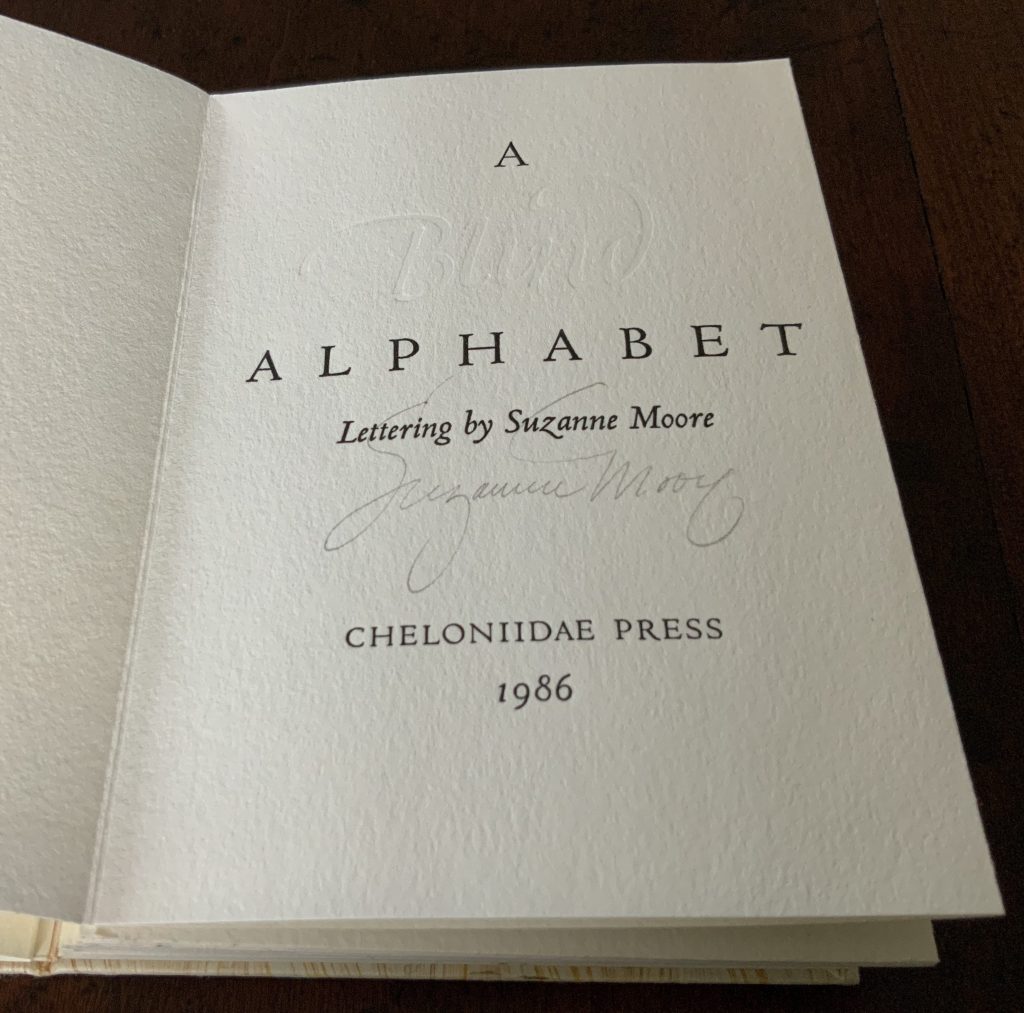 A
Blind
ALPHABET
Lettering by Suzanne Moore
Suzanne Moore
CHELONIIDAE PRESS
1986